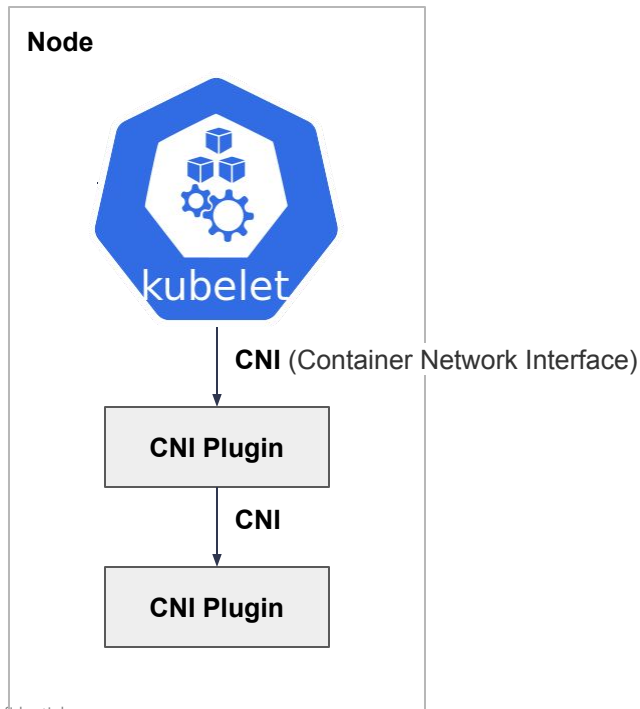 Node
kubelet
CNI (Container Network Interface)
CNI Plugin
CNI
CNI Plugin